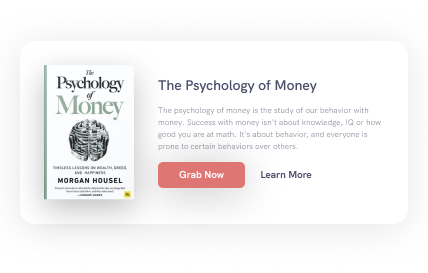 The
Psychology
of
Money
TIMELESS LESSONS ON WEALTH, GREED,
AND HAPPINESS
MORGAN HOUSEL
The Psychology of Money
The psychology of money is the study of our behavior with
money. Success with money isn't about knowledge, IQ or how
good you are at math. It's about behavior, and everyone is
prone to certain behaviors over others.
Grab Now
Learn More